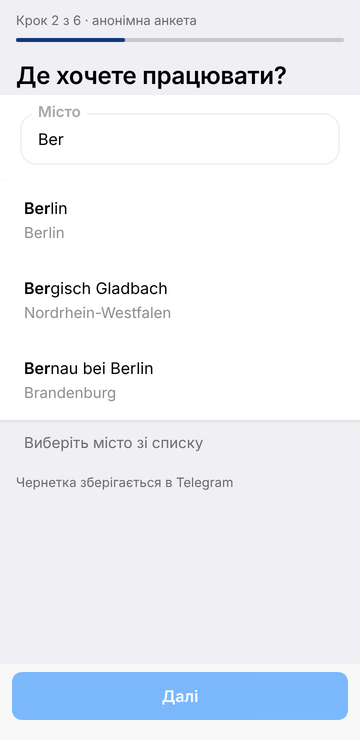 Крок 2 з 6 · анонімна анкета
Де хочете працювати?
Місто
Ber
Berlin
Berlin
Bergisch Gladbach
Nordrhein-Westfalen
Bernau bei Berlin
Brandenburg
Виберіть місто зі списку
Чернетка зберігається в Telegram
Далі